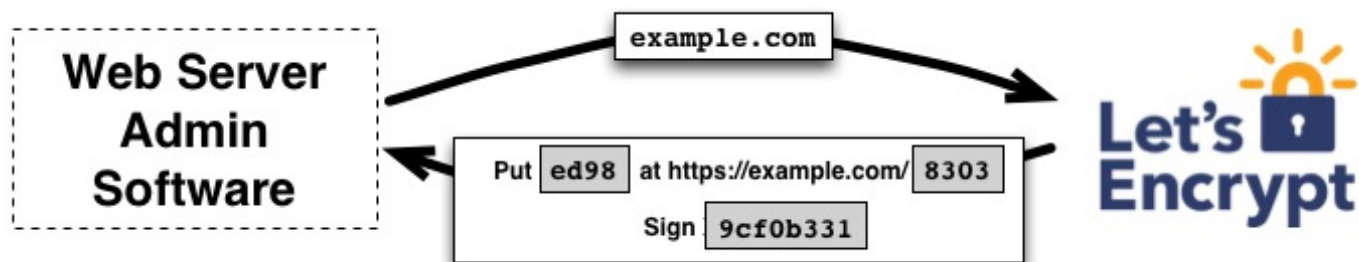 Web Server
Admin
Software
example.com
Put ed98 at https://example.com/ 8303
Sign 9cf0b331
Let's
Encrypt